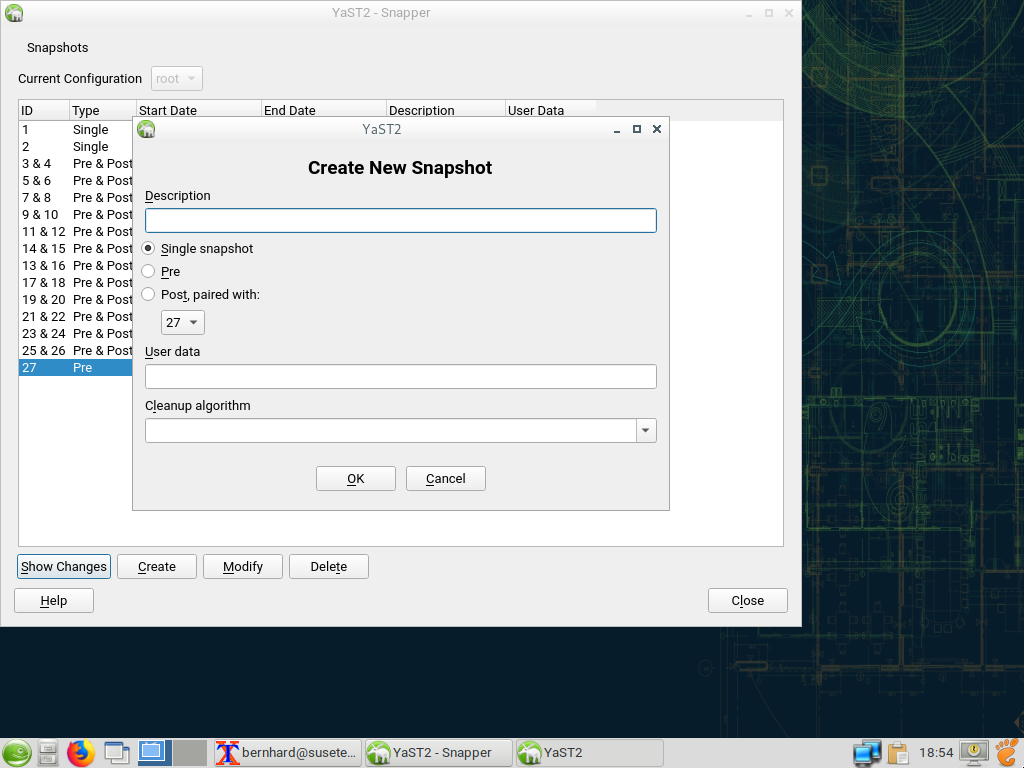 YaST2 - Snapper
Snapshots
Current Configuration root
ID Type Start Date End Date Description User Data
1 Single
2 Single
3 & 4 Pre & Post
5 & 6 Pre & Post
7 & 8 Pre & Post
9 & 10 Pre & Post
11 & 12 Pre & Post
14 & 15 Pre & Post
13 & 16 Pre & Post
17 & 18 Pre & Post
19 & 20 Pre & Post
21 & 22 Pre & Post
23 & 24 Pre & Post
25 & 26 Pre & Post
27 Pre
YaST2
Create New Snapshot
Description
Single snapshot
Pre
Post, paired with:
27
User data
Cleanup algorithm
OK Cancel
Show Changes Create Modify Delete
Help Close
bernhard@susete... YaST2 - Snapper YaST2 18:54